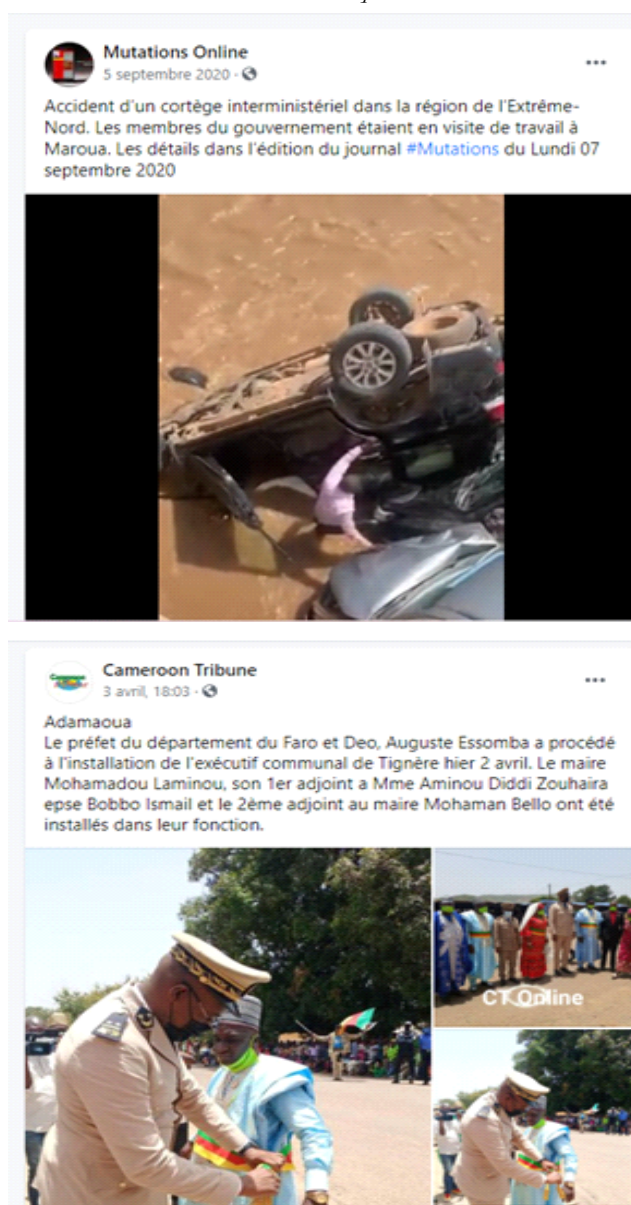 Mutations Online
5 septembre 2020 ·
Accident d'un cortège interministériel dans la région de l'Extrême-
Nord. Les membres du gouvernement étaient en visite de travail à
Maroua. Les détails dans l'édition du journal #Mutations du Lundi 07
septembre 2020
Cameroon Tribune
3 avril, 18:03 ·
Adamaoua
Le préfet du département du Faro et Deo, Auguste Essomba a procédé
à l'installation de l'exécutif communal de Tignère hier 2 avril. Le maire
Mohamadou Laminou, son 1er adjoint a Mme Aminou Diddi Zouhaira
epse Bobbo Ismail et le 2ème adjoint au maire Mohaman Bello ont été
installés dans leur fonction.
CT Online